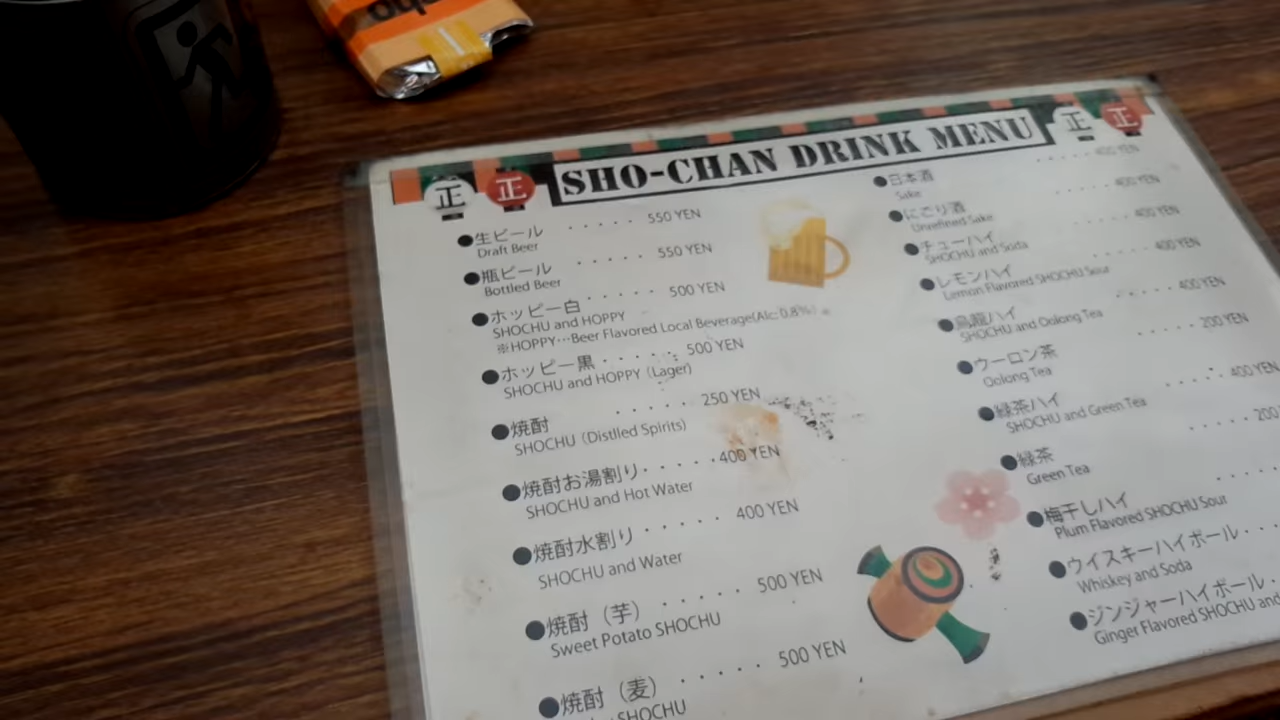 SHO-CHAN DRINK MENU
正 正
正 正
●生ビール ····· 550 YEN
Draft Beer
●瓶ビール ····· 550 YEN
Bottled Beer
●ホッピー白 ····· 500 YEN
SHOCHU and HOPPY
※HOPPY…Beer Flavored Local Beverage(Alc:0.8%)
●ホッピー黒 ····· 500 YEN
SHOCHU and HOPPY (Lager)
●焼酎 ····· 250 YEN
SHOCHU (Distlled Spirits)
●焼酎お湯割り ····· 400 YEN
SHOCHU and Hot Water
●焼酎水割り ····· 400 YEN
SHOCHU and Water
●焼酎（芋） ····· 500 YEN
Sweet Potato SHOCHU
●焼酎（麦） ···· 500 YEN
SHOCHU
●日本酒 ····· 400 YEN
Sake
●にごり酒 ····· 400 YEN
Unrefined Sake
●チューハイ ····· 400 YEN
SHOCHU and Soda
●レモンハイ ····· 400 YEN
Lemon Flavored SHOCHU Sour
●烏龍ハイ ····· 400 YEN
SHOCHU and Oolong Tea
●ウーロン茶 ····· 200 YEN
Oolong Tea
●緑茶ハイ ····· 400 YEN
SHOCHU and Green Tea
●緑茶 ····· 200
Green Tea
●梅干しハイ ····
Plum Flavored SHOCHU Sour
●ウイスキーハイボール ··
Whiskey and Soda
●ジンジャーハイボール ·
Ginger Flavored SHOCHU and